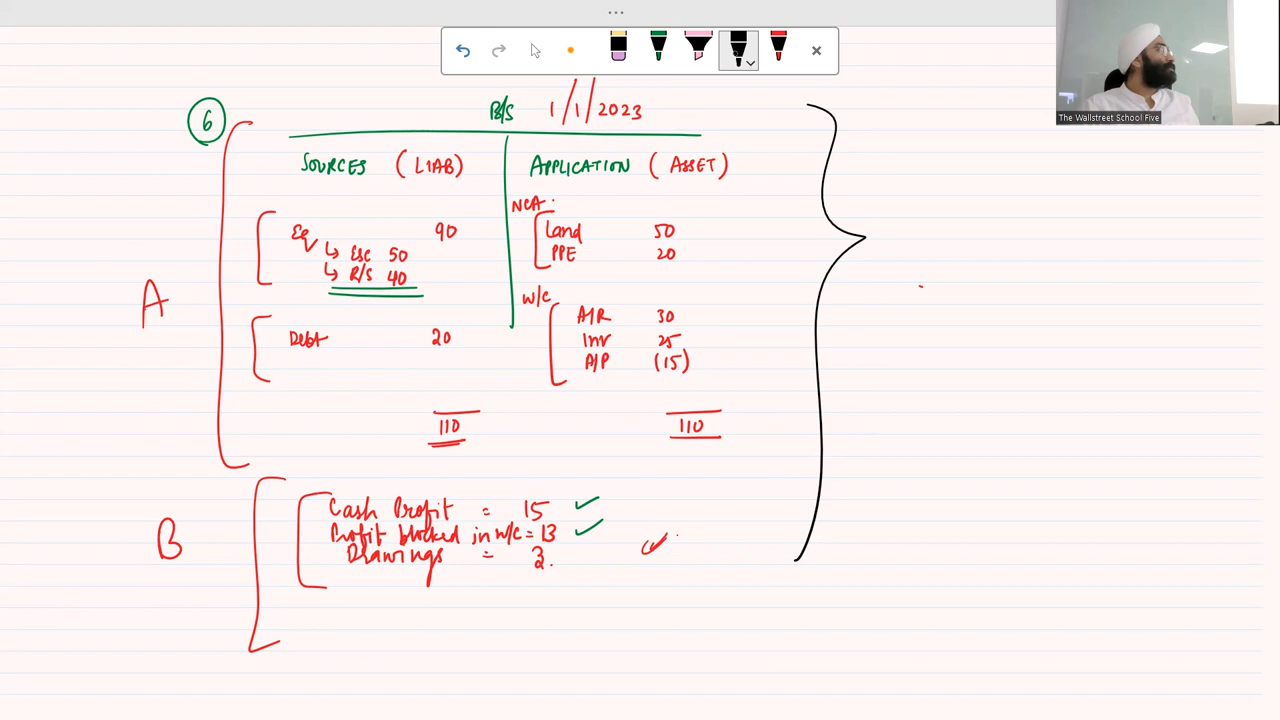 The Wallstreet School Five
6
B/S 1/1/2023
SOURCES (LIAB) APPLICATION (ASSET)
NCA.
Eq 90 Land 50
↳ ESC 50 PPE 20
↳ R/S 40
W/C
A A/R 30
Debt 20 Inv 25
A/P (15)
110 110
Cash Profit = 15 ✓
B Profit blocked in w/c = 13 ✓
Drawings = 2. ✓